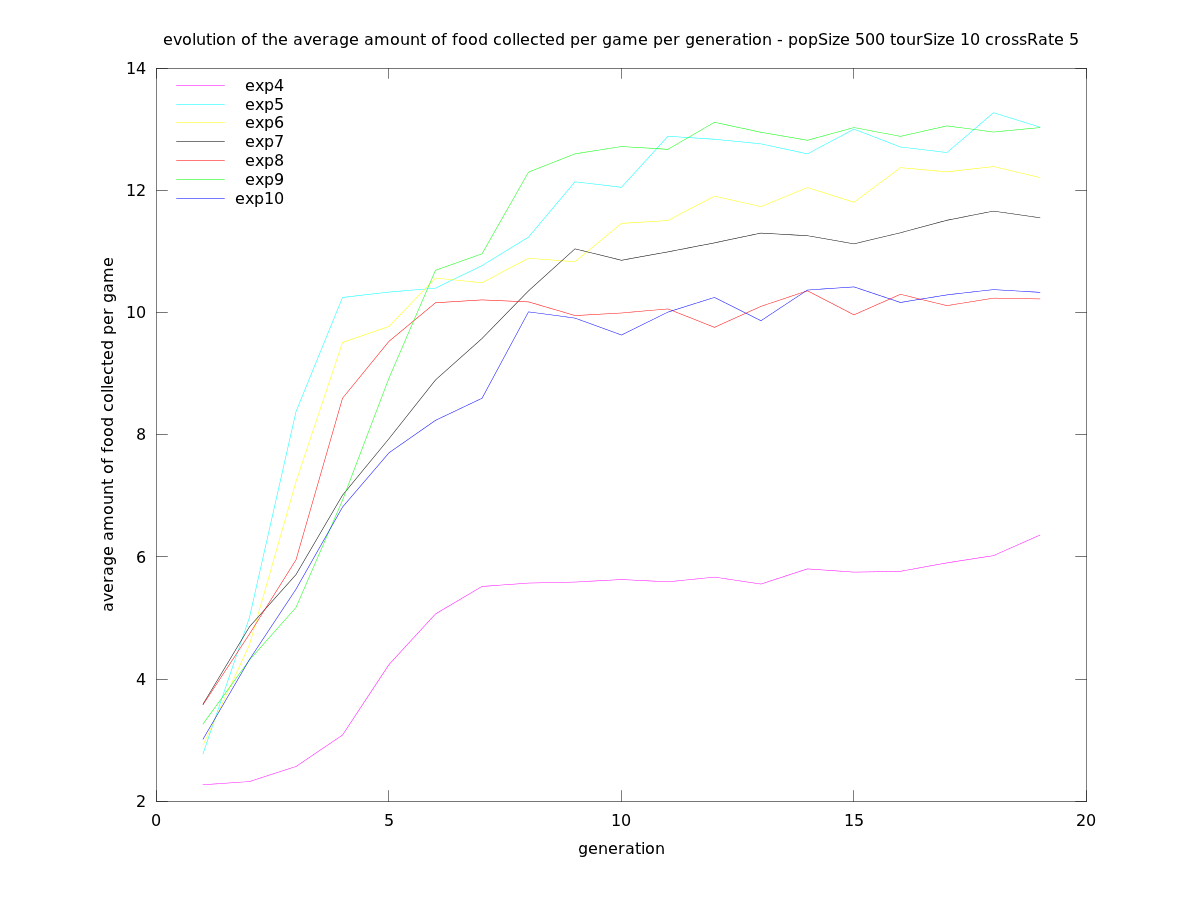 evolution of the average amount of food collected per game per generation - popSize 500 tourSize 10 crossRate 5
14
12
10
8
6
4
2
exp4
exp5
exp6
exp7
exp8
exp9
exp10
average amount of food collected per game
0
5
10
15
20
generation